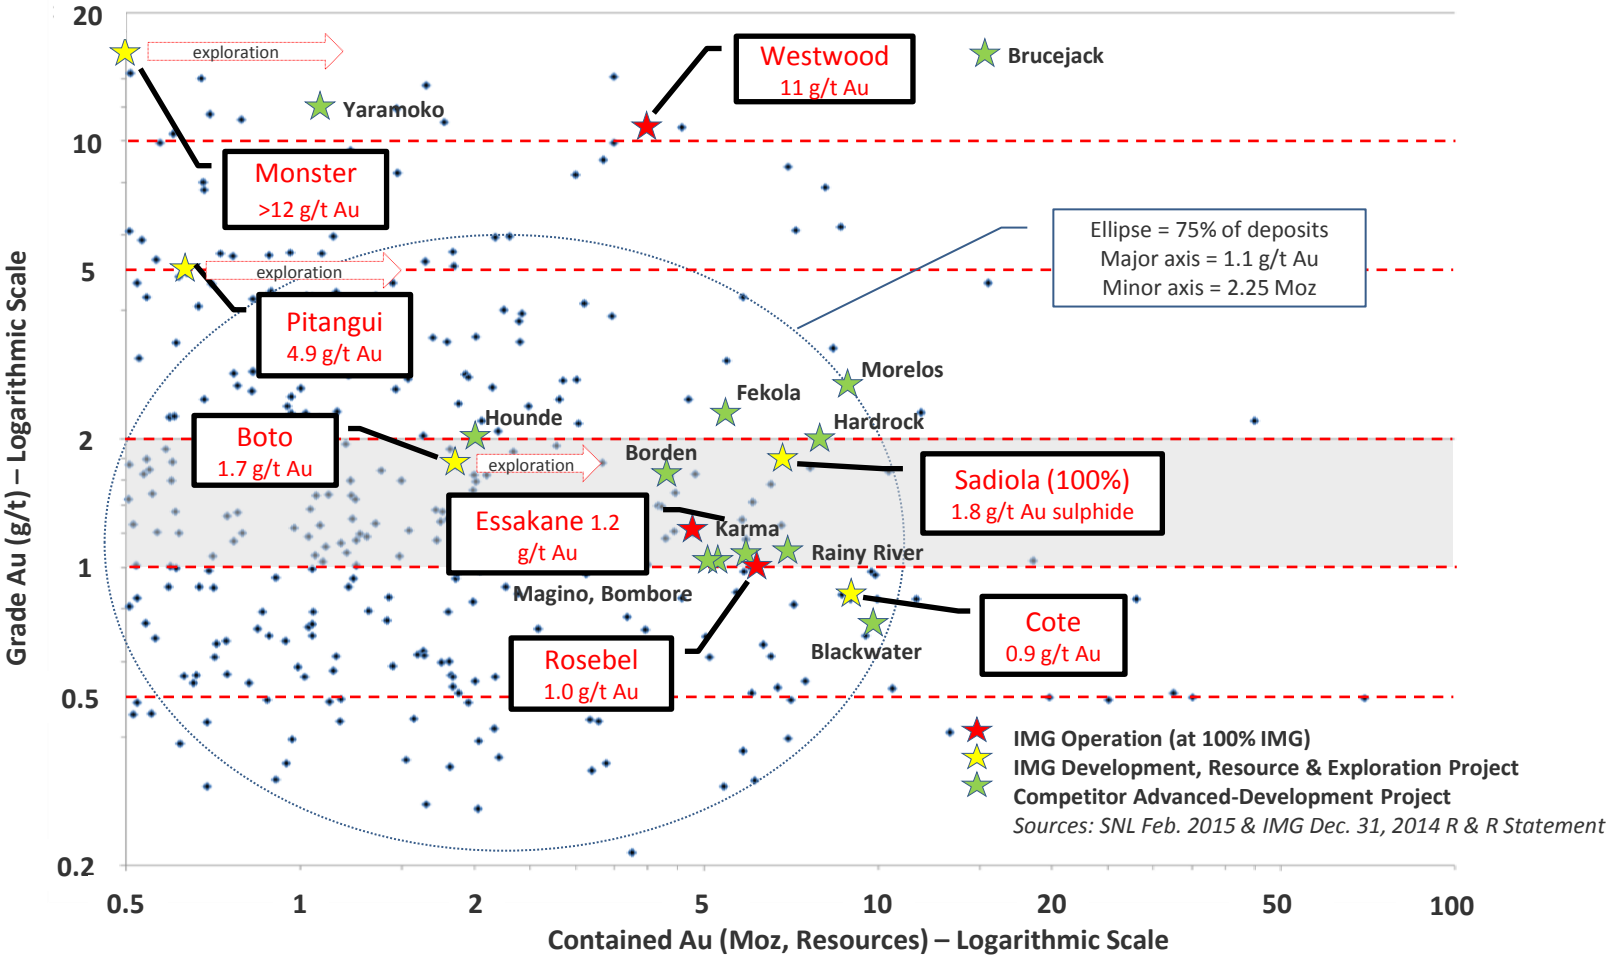 20
exploration
Westwood
11 g/t Au
Brucejack
Yaramoko
10
Monster
>12 g/t Au
Ellipse = 75% of deposits
Major axis = 1.1 g/t Au
Minor axis = 2.25 Moz
5
exploration
Pitangui
4.9 g/t Au
Morelos
Fekola
Hounde
Hardrock
2
Boto
1.7 g/t Au
exploration
Borden
Sadiola (100%)
1.8 g/t Au sulphide
Essakane 1.2
g/t Au
Karma
Rainy River
1
Magino, Bombore
Cote
0.9 g/t Au
Blackwater
Rosebel
1.0 g/t Au
0.5
IMG Operation (at 100% IMG)
IMG Development, Resource & Exploration Project
Competitor Advanced-Development Project
Sources: SNL Feb. 2015 & IMG Dec. 31, 2014 R & R Statement
0.2
Grade Au (g/t) – Logarithmic Scale
0.5 1 2 5 10 20 50 100
Contained Au (Moz, Resources) – Logarithmic Scale